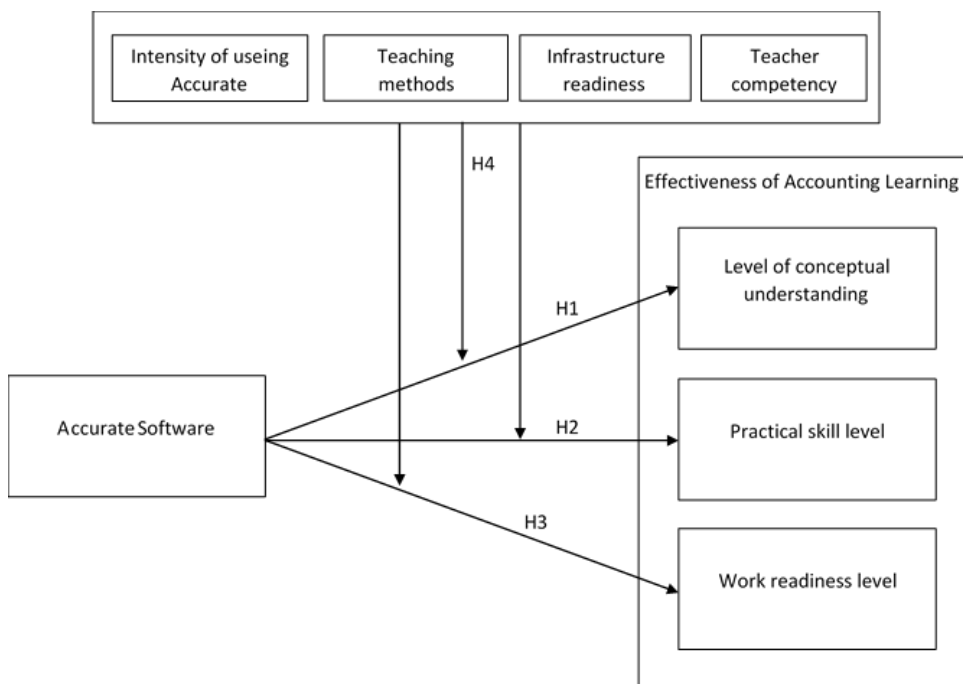 Intensity of useing
Accurate
Teaching
methods
Infrastructure
readiness
Teacher
competency
H4
Effectiveness of Accounting Learning
Level of conceptual
understanding
H1
Accurate Software
H2
Practical skill level
H3
Work readiness level